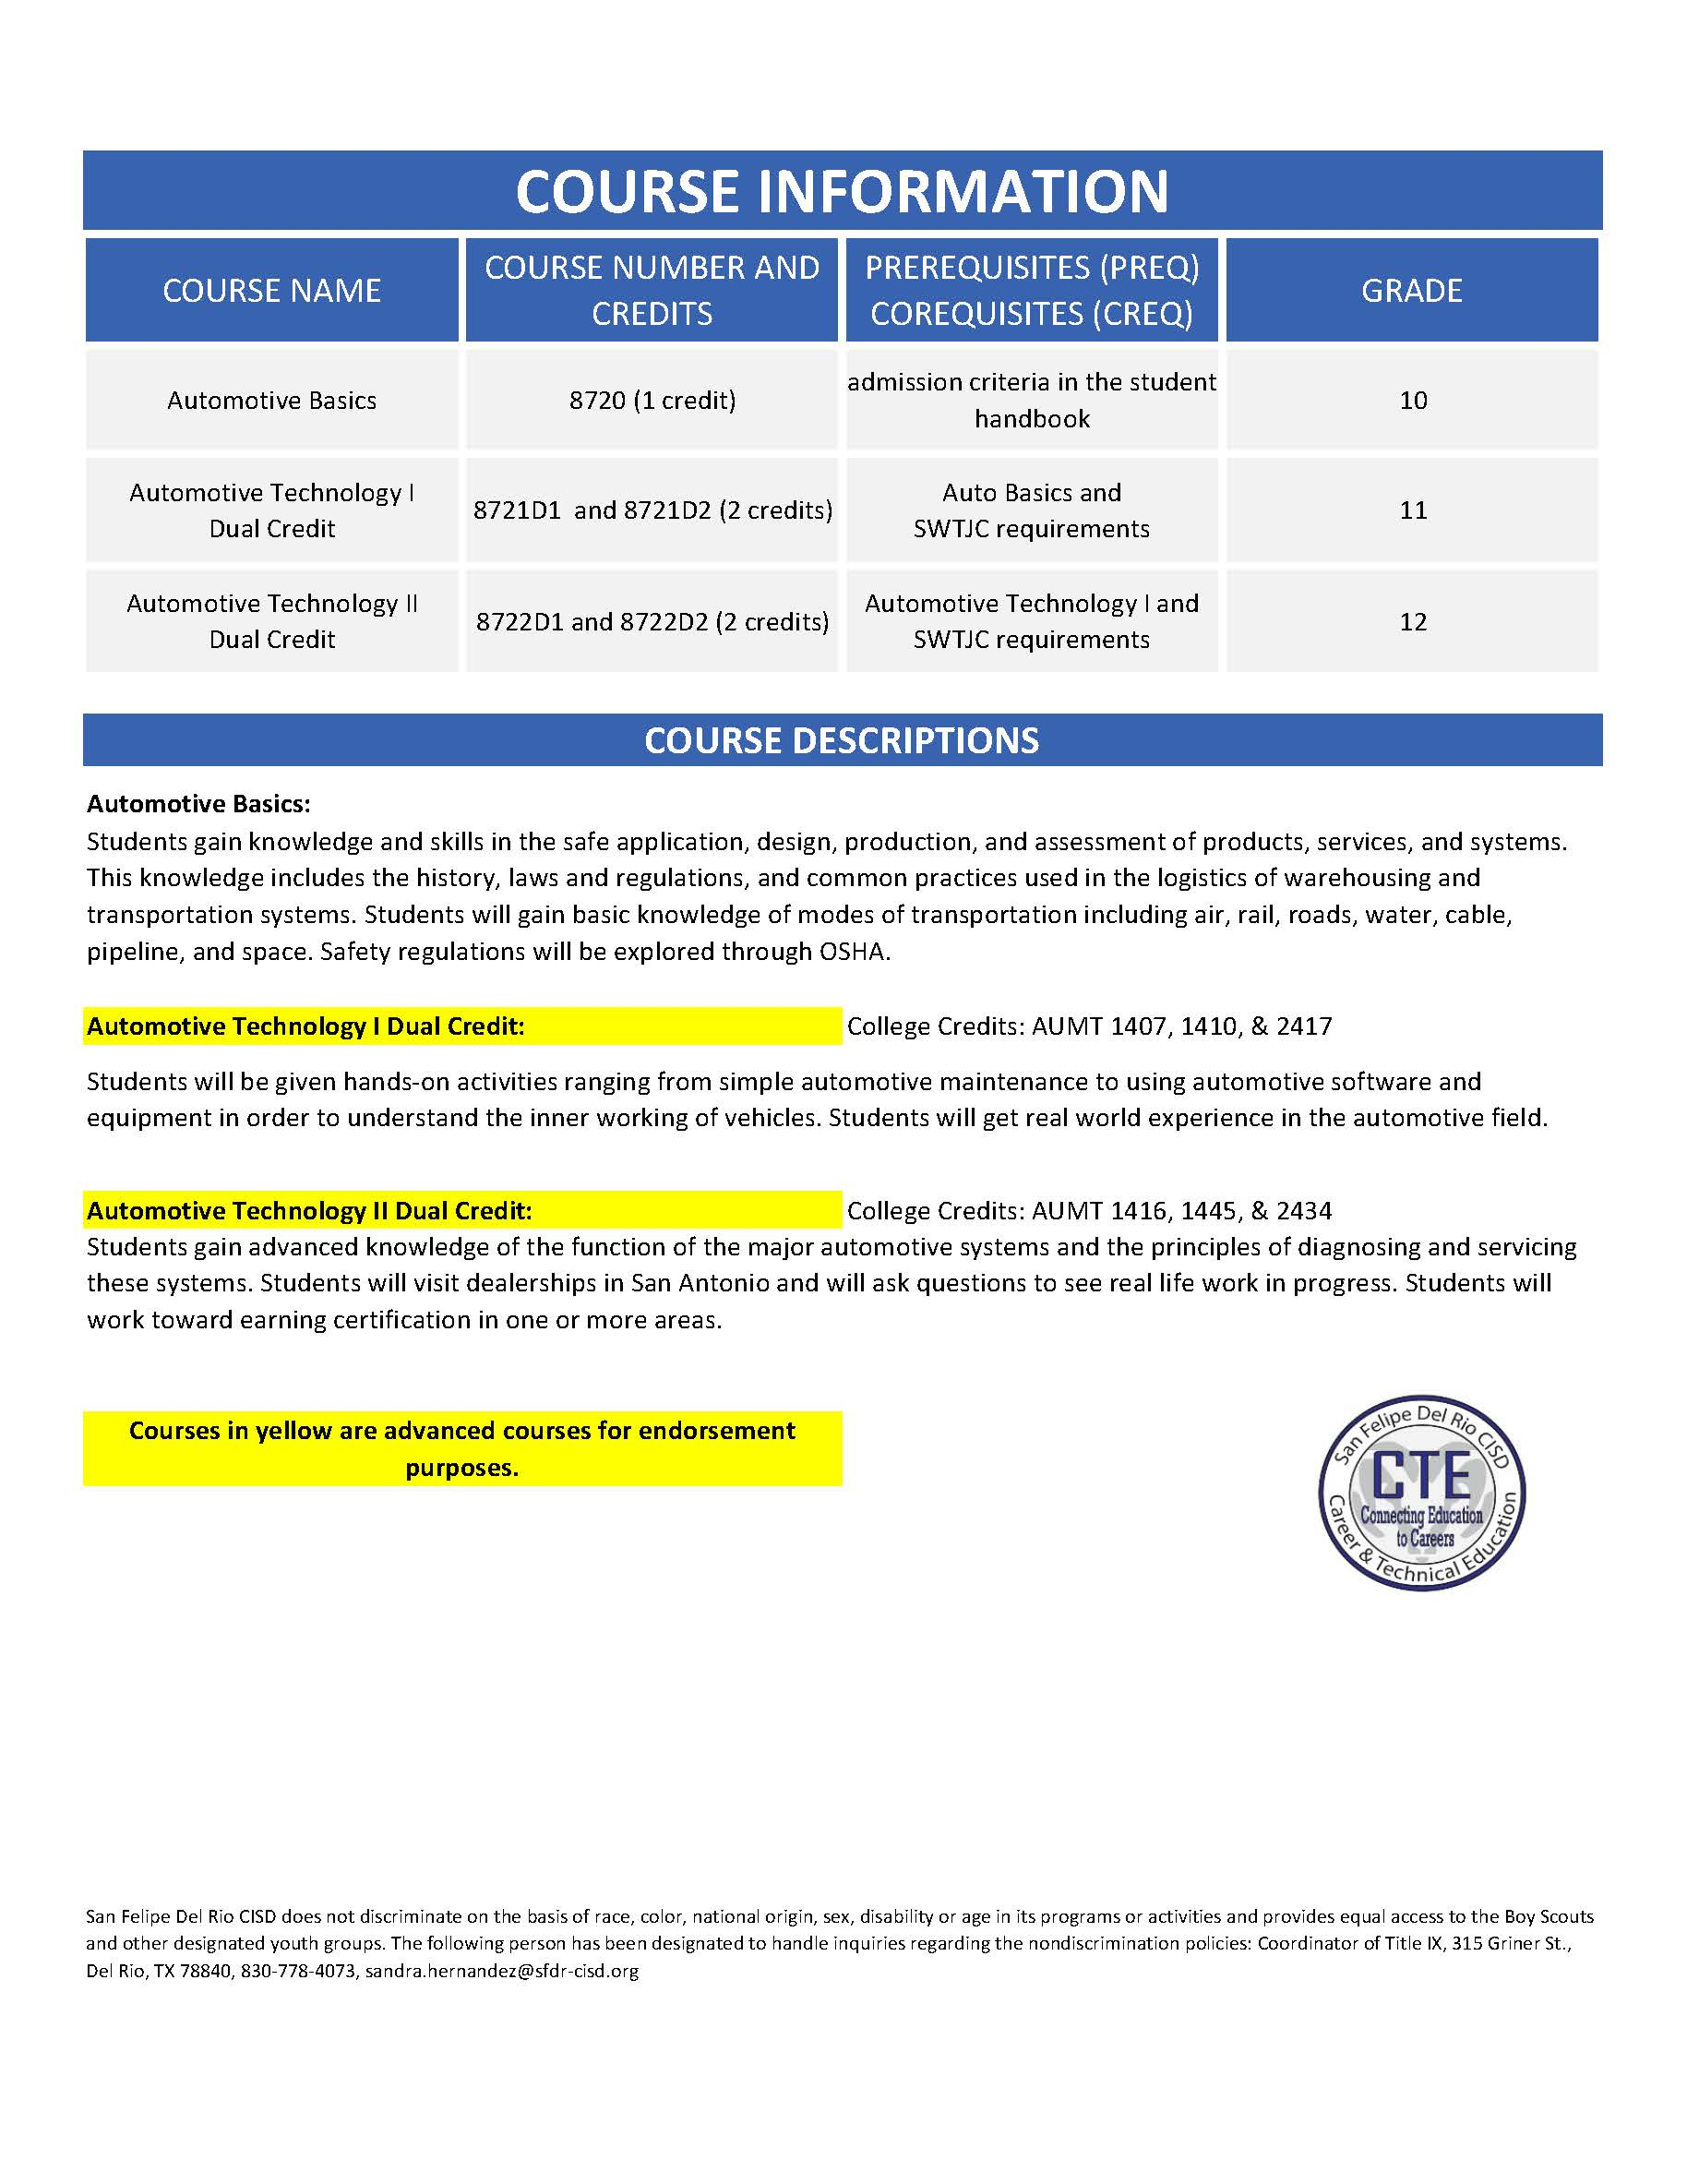 COURSE INFORMATION
COURSE NAME
COURSE NUMBER AND
CREDITS
PREREQUISITES (PREQ)
COREQUISITES (CREQ)
GRADE
Automotive Basics
8720 (1 credit)
admission criteria in the student
handbook
10
Automotive Technology I
Dual Credit
8721D1  and 8721D2 (2 credits)
Auto Basics and
SWTJC requirements
11
Automotive Technology II
Dual Credit
8722D1 and 8722D2 (2 credits)
Automotive Technology I and
SWTJC requirements
12
COURSE DESCRIPTIONS
Automotive Basics:
Students gain knowledge and skills in the safe application, design, production, and assessment of products, services, and systems.
This knowledge includes the history, laws and regulations, and common practices used in the logistics of warehousing and
transportation systems. Students will gain basic knowledge of modes of transportation including air, rail, roads, water, cable,
pipeline, and space. Safety regulations will be explored through OSHA.
Automotive Technology I Dual Credit:
College Credits: AUMT 1407, 1410, & 2417
Students will be given hands-on activities ranging from simple automotive maintenance to using automotive software and
equipment in order to understand the inner working of vehicles. Students will get real world experience in the automotive field.
Automotive Technology II Dual Credit:
College Credits: AUMT 1416, 1445, & 2434
Students gain advanced knowledge of the function of the major automotive systems and the principles of diagnosing and servicing
these systems. Students will visit dealerships in San Antonio and will ask questions to see real life work in progress. Students will
work toward earning certification in one or more areas.
Courses in yellow are advanced courses for endorsement
purposes.
San Felipe Del Rio CISD
CTE
Connecting Education
to Careers
Career & Technical Education
San Felipe Del Rio CISD does not discriminate on the basis of race, color, national origin, sex, disability or age in its programs or activities and provides equal access to the Boy Scouts
and other designated youth groups. The following person has been designated to handle inquiries regarding the nondiscrimination policies: Coordinator of Title IX, 315 Griner St.,
Del Rio, TX 78840, 830-778-4073, sandra.hernandez@sfdr-cisd.org